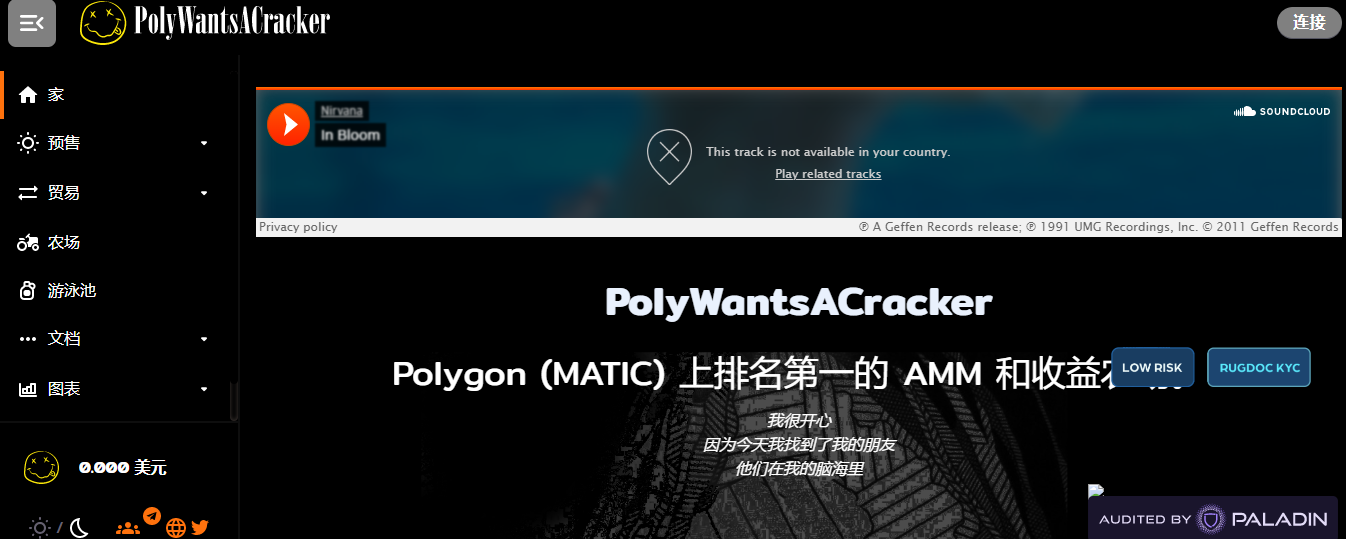 PolyWantsACracker
连接
家
预售
贸易
农场
游泳池
文档
图表
0.000 美元
/
Nirvana
In Bloom
SOUNDCLOUD
This track is not available in your country.
Play related tracks
Privacy policy
℗ A Geffen Records release; ℗ 1991 UMG Recordings, Inc. © 2011 Geffen Records
PolyWantsACracker
Polygon (MATIC) 上排名第一的 AMM 和收益
LOW RISK
RUGDOC KYC
我很开心
因为今天我找到了我的朋友
他们在我的脑海里
AUDITED BY PALADIN